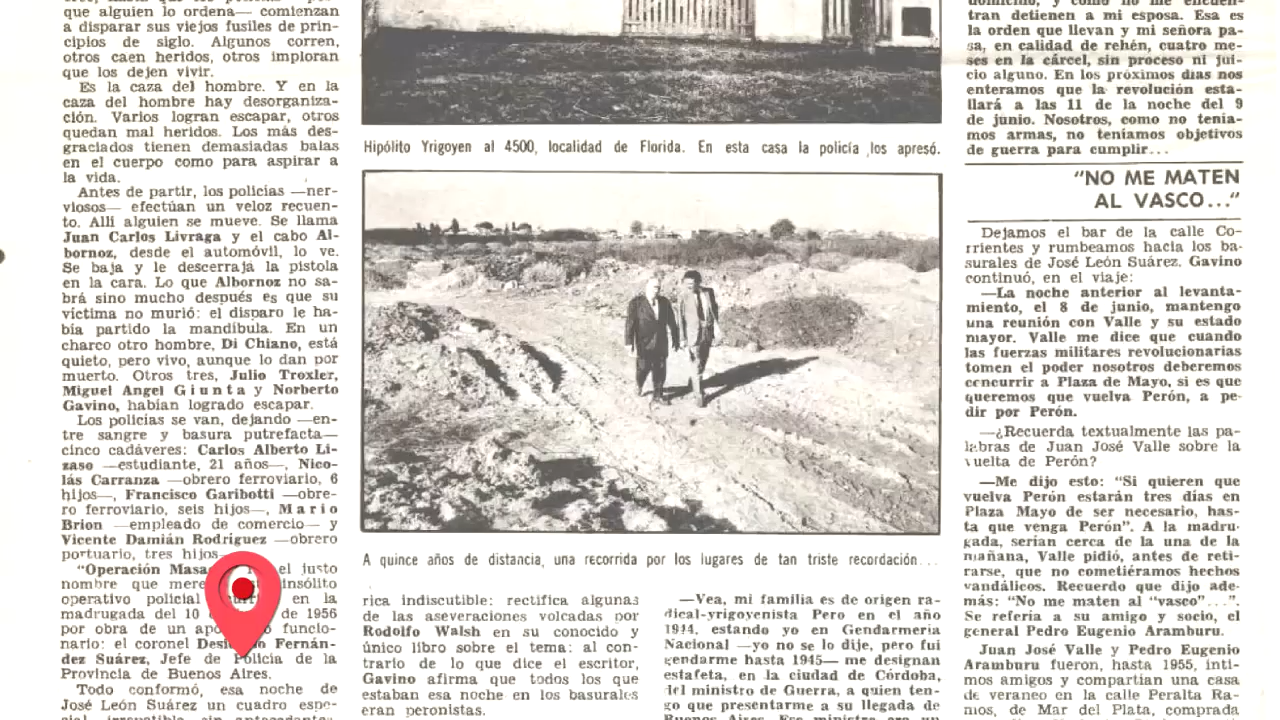 que alguien lo ordena— comienzan
a disparar sus viejos fusiles de prin-
cipios de siglo. Algunos corren,
otros caen heridos, otros imploran
que los dejen vivir.
Es la caza del hombre. Y en la
caza del hombre hay desorganiza-
ción. Varios logran escapar, otros
quedan mal heridos. Los más des-
graciados tienen demasiadas balas
en el cuerpo como para aspirar a
la vida.
Antes de partir, los policías —ner-
viosos— efectúan un veloz recuen-
to. Allí alguien se mueve. Se llama
Juan Carlos Livraga y el cabo Al-
bornoz, desde el automóvil, lo ve.
Se baja y le descerraja la pistola
en la cara. Lo que Albornoz no sa-
brá sino mucho después es que su
víctima no murió: el disparo le ha-
bía partido la mandíbula. En un
charco otro hombre, Di Chiano, está
quieto, pero vivo, aunque lo dan por
muerto. Otros tres, Julio Troxler,
Miguel Angel Giunta y Norberto
Gavino, habían logrado escapar.
Los policías se van, dejando —en-
tre sangre y basura putrefacta—
cinco cadáveres: Carlos Alberto Li-
zaso —estudiante, 21 años—, Nico-
lás Carranza —obrero ferroviario, 6
hijos—, Francisco Garibotti —obre-
ro ferroviario, seis hijos—, Mario
Brion —empleado de comercio— y
Vicente Damián Rodríguez —obrero
portuario, tres hijos
"Operación el justo
nombre que insólito
operativo policial en la
madrugada del 10 de 1956
por obra de un funcio-
nario: el coronel Fernán-
dez Suárez, Jefe de Policía de la
Provincia de Buenos Aires.
Todo conformó, esa noche de
José León Suárez un cuadro espe-
Hipólito Yrigoyen al 4500, localidad de Florida. En esta casa la policía los apresó.
A quince años de distancia, una recorrida por los lugares de tan triste recordación...
rica indiscutible: rectifica algunas
de las aseveraciones volcadas por
Rodolfo Walsh en su conocido y
único libro sobre el tema: al con-
trario de lo que dice el escritor,
Gavino afirma que todos los que
estaban esa noche en los basurales
eran peronistas.
—Vea, mi familia es de origen ra-
dical-yrigoyenista Pero en el año
1944, estando yo en Gendarmería
Nacional —yo no se lo dije, pero fui
gendarme hasta 1945— me designan
estafeta, en la ciudad de Córdoba,
del ministro de Guerra, a quien ten-
go que presentarme a su llegada de
Buenos Aires. Ese ministro era un
domicilio, y como no me encuen-
tran detienen a mi esposa. Esa es
la orden que llevan y mi señora pa-
sa, en calidad de rehén, cuatro me-
ses en la cárcel, sin proceso ni jui-
cio alguno. En los próximos días nos
enteramos que la revolución esta-
llará a las 11 de la noche del 9
de junio. Nosotros, como no tenía-
mos armas, no teníamos objetivos
de guerra para cumplir...
"NO ME MATEN
AL VASCO..."
Dejamos el bar de la calle Co-
rrientes y rumbeamos hacia los ba-
surales de José León Suárez. Gavino
continuó, en el viaje:
—La noche anterior al levanta-
miento, el 8 de junio, mantengo
una reunión con Valle y su estado
mayor. Valle me dice que cuando
las fuerzas militares revolucionarias
tomen el poder nosotros deberemos
concurrir a Plaza de Mayo, si es que
queremos que vuelva Perón, a pe-
dir por Perón.
—¿Recuerda textualmente las pa-
labras de Juan José Valle sobre la
vuelta de Perón?
—Me dijo esto: "Si quieren que
vuelva Perón estarán tres días en
Plaza Mayo de ser necesario, has-
ta que venga Perón". A la madru-
gada, serían cerca de la una de la
mañana, Valle pidió, antes de reti-
rarse, que no cometiéramos hechos
vandálicos. Recuerdo que dijo ade-
más: "No me maten al "vasco"...".
Se refería a su amigo y socio, el
general Pedro Eugenio Aramburu.
Juan José Valle y Pedro Eugenio
Aramburu fueron, hasta 1955, ínti-
mos amigos y compartían una casa
de veraneo en la calle Peralta Ra-
mos, de Mar del Plata, comprada